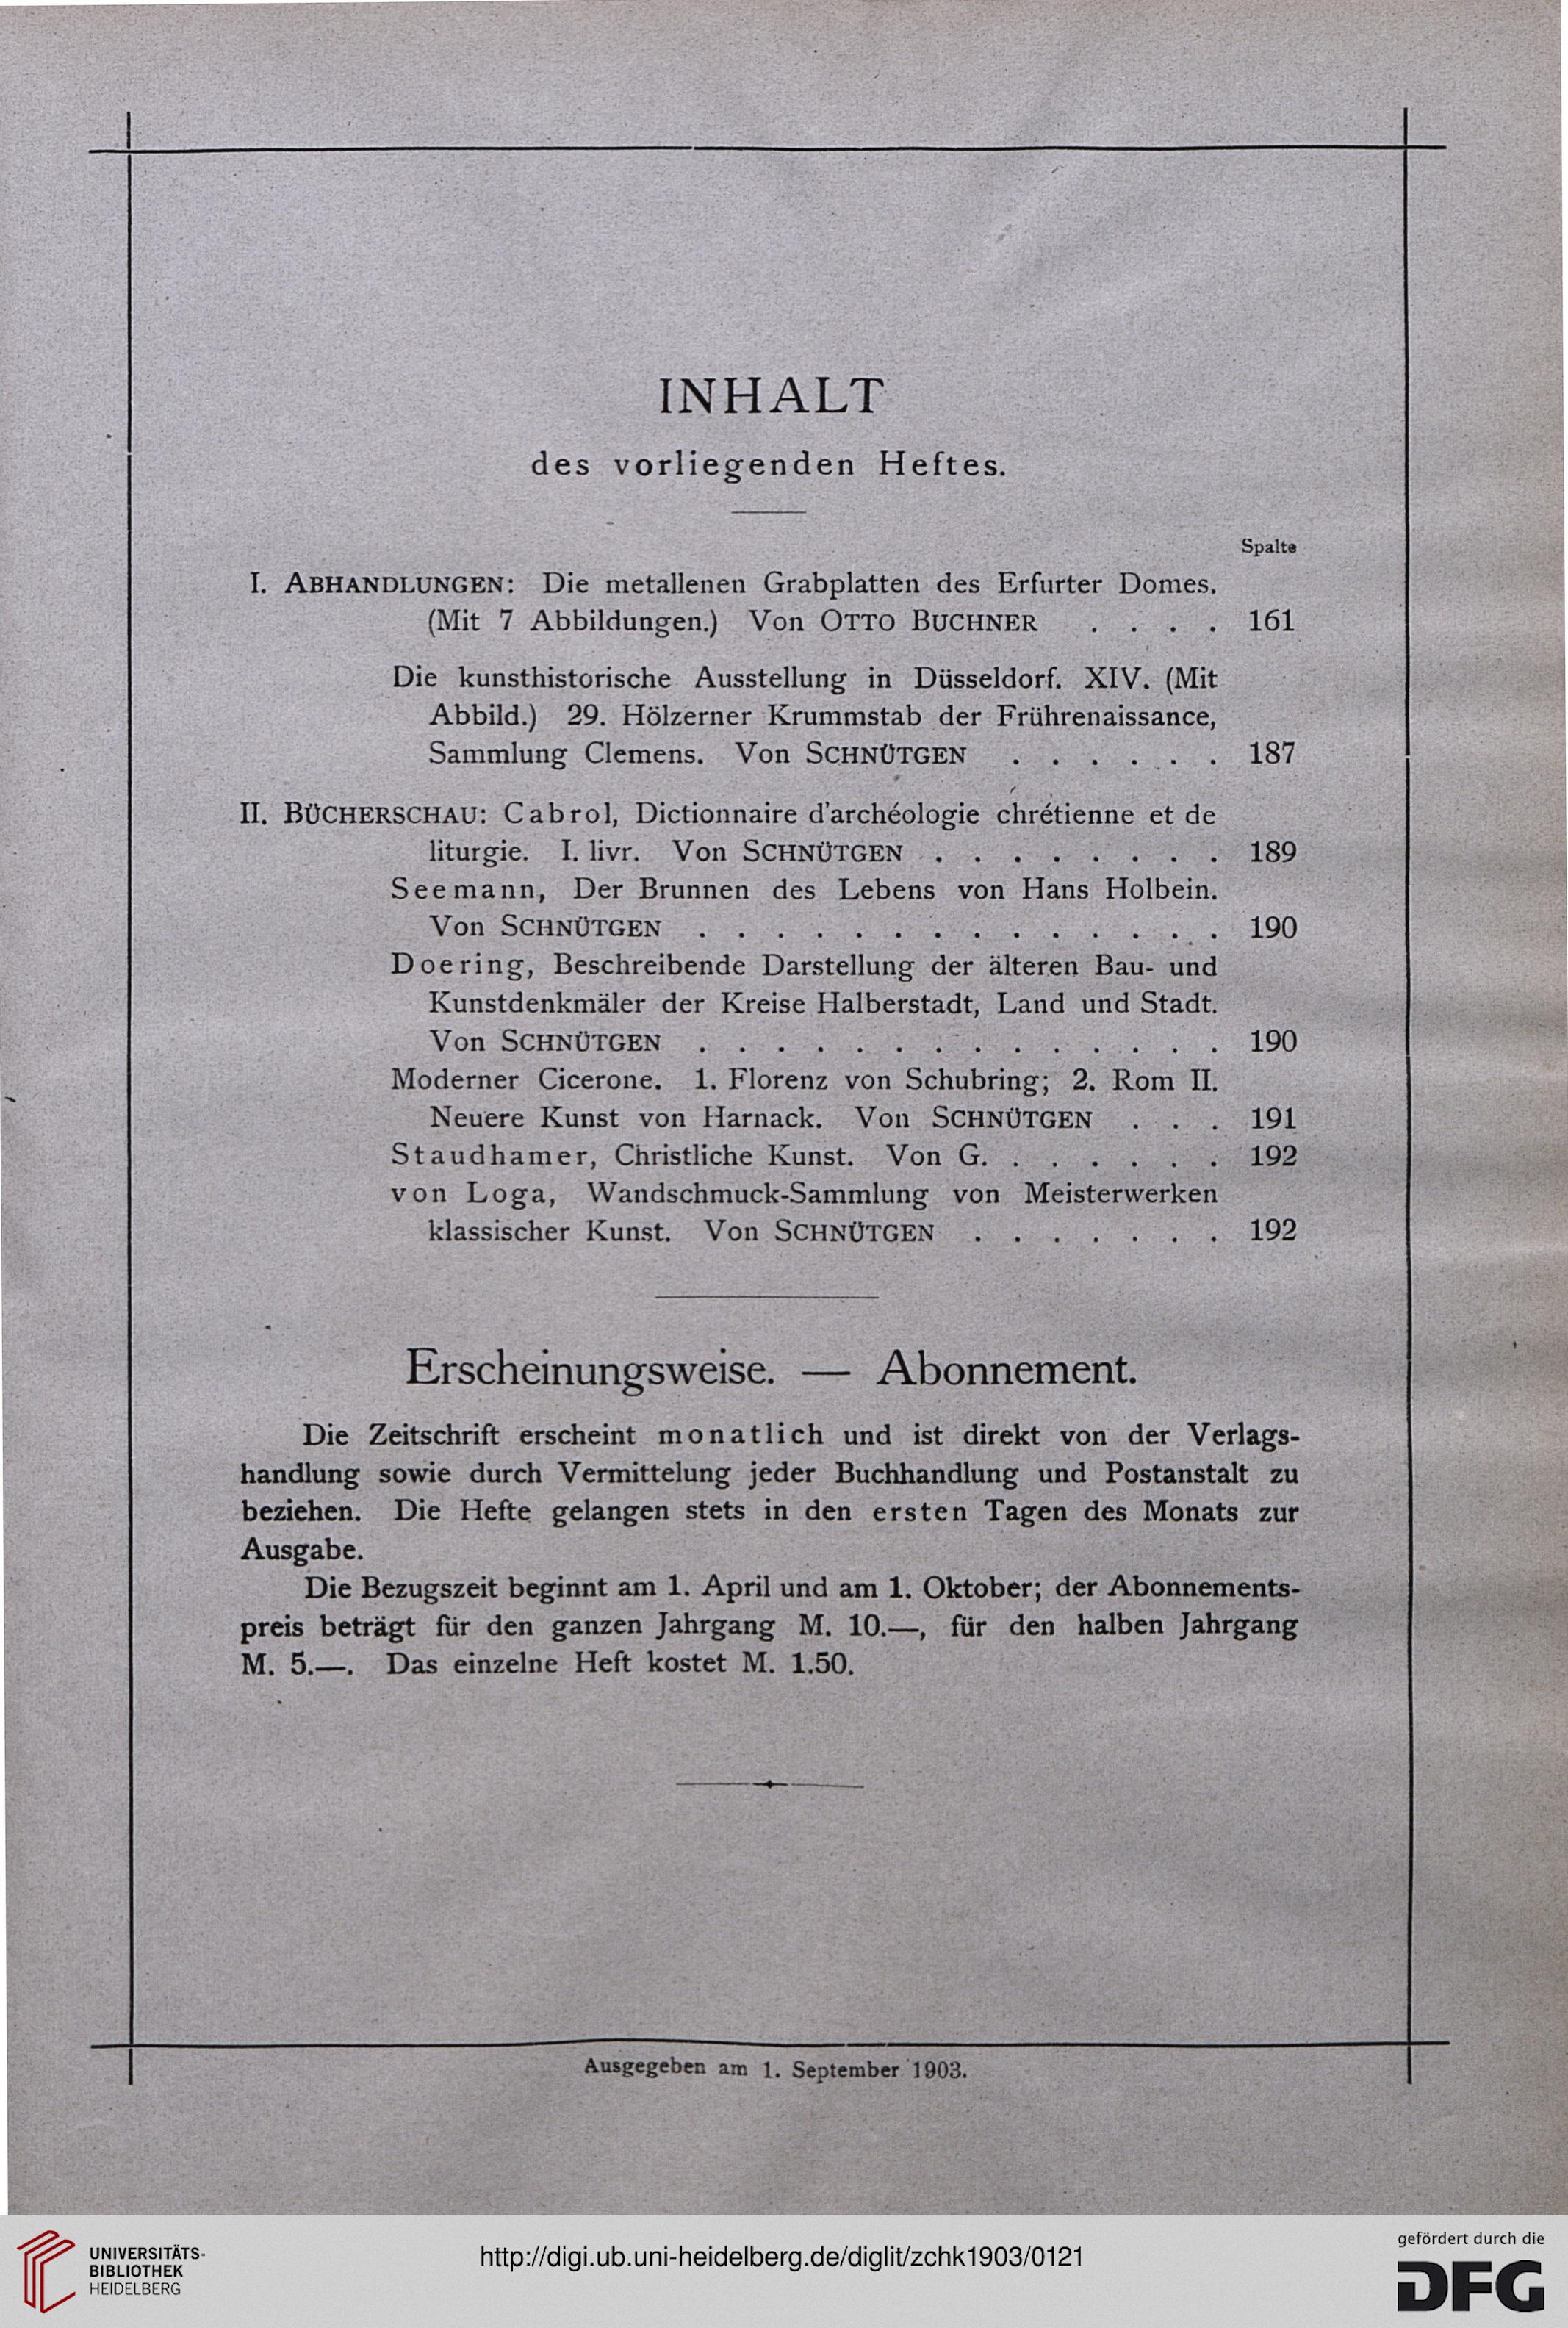 INHALT
des vorliegenden Heftes.
Spalte
I. ABHANDLUNGEN: Die metallenen Grabplatten des Erfurter Domes.
(Mit 7 Abbildungen.) Von OTTO BUCHNER . . . . 161
Die kunsthistorische Ausstellung in Düsseldorf. XIV. (Mit
Abbild.) 29. Hölzerner Krummstab der Frührenaissance,
Sammlung Clemens. Von SCHNÜTGEN . . . . . . 187
II. BÜCHERSCHAU: Cabrol, Dictionnaire d'archéologie chrétienne et de
liturgie. I. livr. Von SCHNÜTGEN . . . . . . . . 189
Seemann, Der Brunnen des Lebens von Hans Holbein.
Von SCHNÜTGEN . . . . . . . . . . . . . . 190
Doering, Beschreibende Darstellung der älteren Bau- und
Kunstdenkmäler der Kreise Halberstadt, Land und Stadt.
Von SCHNÜTGEN . . . . . . . . . . . . . . 190
Moderner Cicerone. 1. Florenz von Schubring; 2. Rom II.
Neuere Kunst von Harnack. Von SCHNÜTGEN . . . 191
Staudhamer, Christliche Kunst. Von G. . . . . . . 192
von Loga, Wandschmuck-Sammlung von Meisterwerken
klassischer Kunst. Von SCHNÜTGEN . . . . . . . 192
Erscheinungsweise. — Abonnement.
Die Zeitschrift erscheint monatlich und ist direkt von der Verlags-
handlung sowie durch Vermittelung jeder Buchhandlung und Postanstalt zu
beziehen. Die Hefte gelangen stets in den ersten Tagen des Monats zur
Ausgabe.
Die Bezugszeit beginnt am 1. April und am 1. Oktober; der Abonnements-
preis beträgt für den ganzen Jahrgang M. 10.—, für den halben Jahrgang
M. 5.—. Das einzelne Heft kostet M. 1.50.
Ausgegeben am 1. September 1903.
UNIVERSITÄTS-
BIBLIOTHEK
HEIDELBERG
http://digi.ub.uni-heidelberg.de/diglit/zchk1903/0121
gefördert durch die
DFG